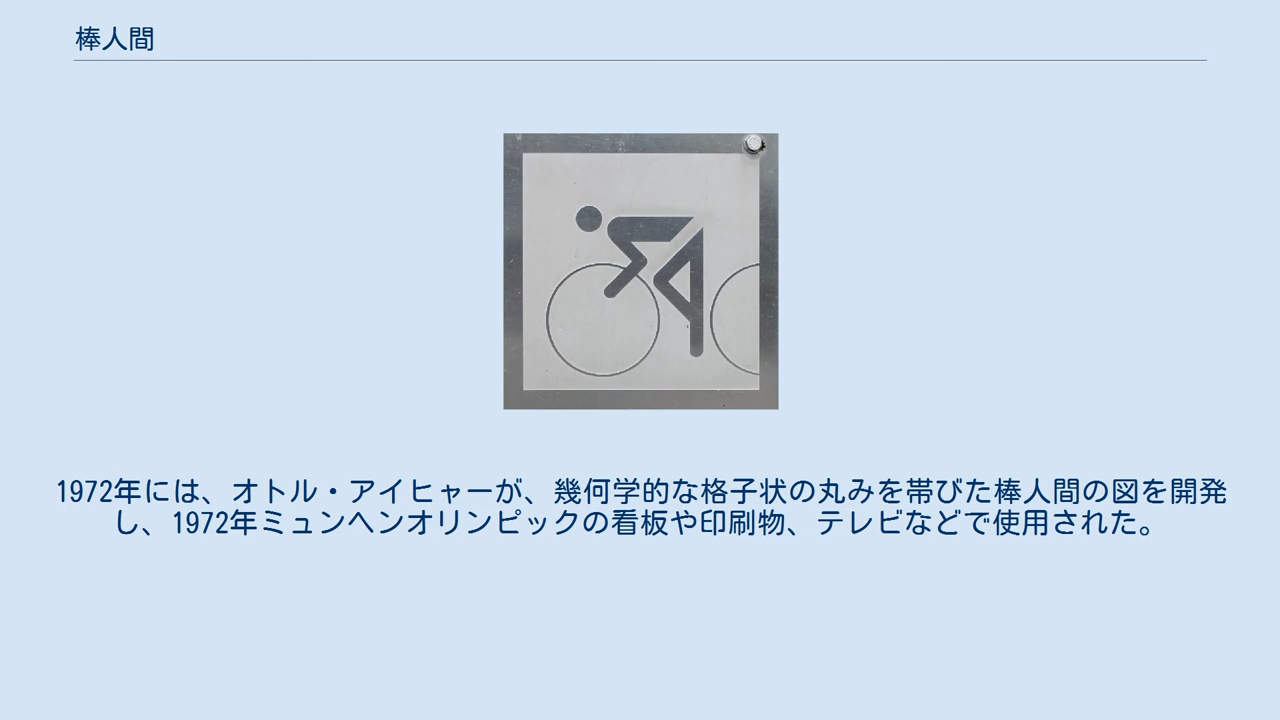 棒人間
1972年には、オトル・アイヒャーが、幾何学的な格子状の丸みを帯びた棒人間の図を開発
し、1972年ミュンヘンオリンピックの看板や印刷物、テレビなどで使用された。